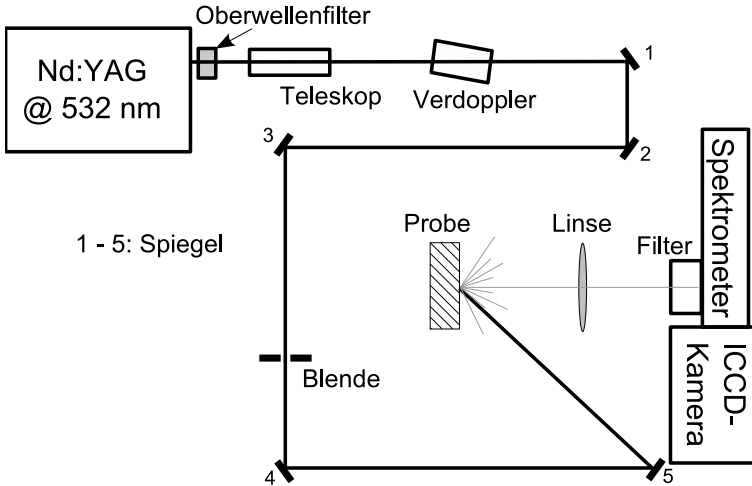 Oberwellenfilter
Nd:YAG
@ 532 nm
Teleskop
Verdoppler
1
2
3
1 - 5: Spiegel
Probe
Linse
Filter
Spektrometer
ICCD-
Kamera
Blende
4
5